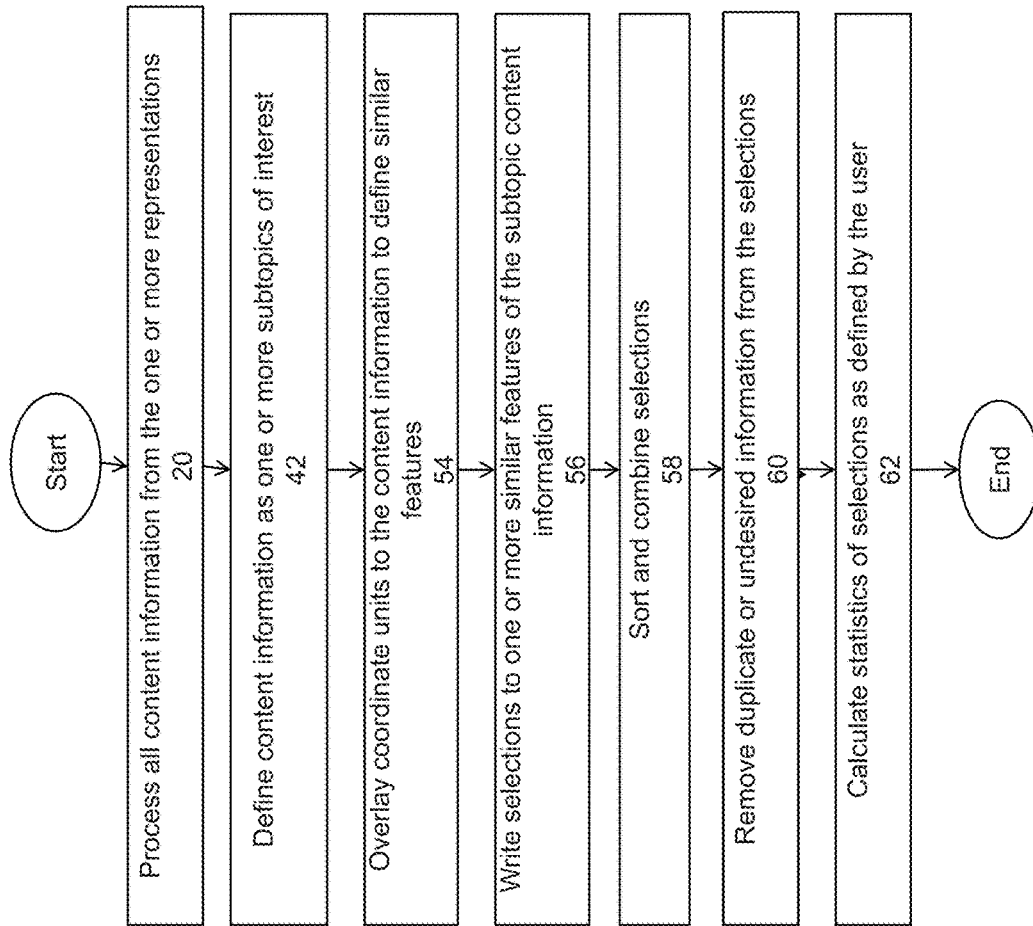 Start
Process all content information from the one or more representations
20
Define content information as one or more subtopics of interest
42
Overlay coordinate units to the content information to define similar
features
54
Write selections to one or more similar features of the subtopic content
information
56
Sort and combine selections
58
Remove duplicate or undesired information from the selections
60
Calculate statistics of selections as defined by the user
62
End